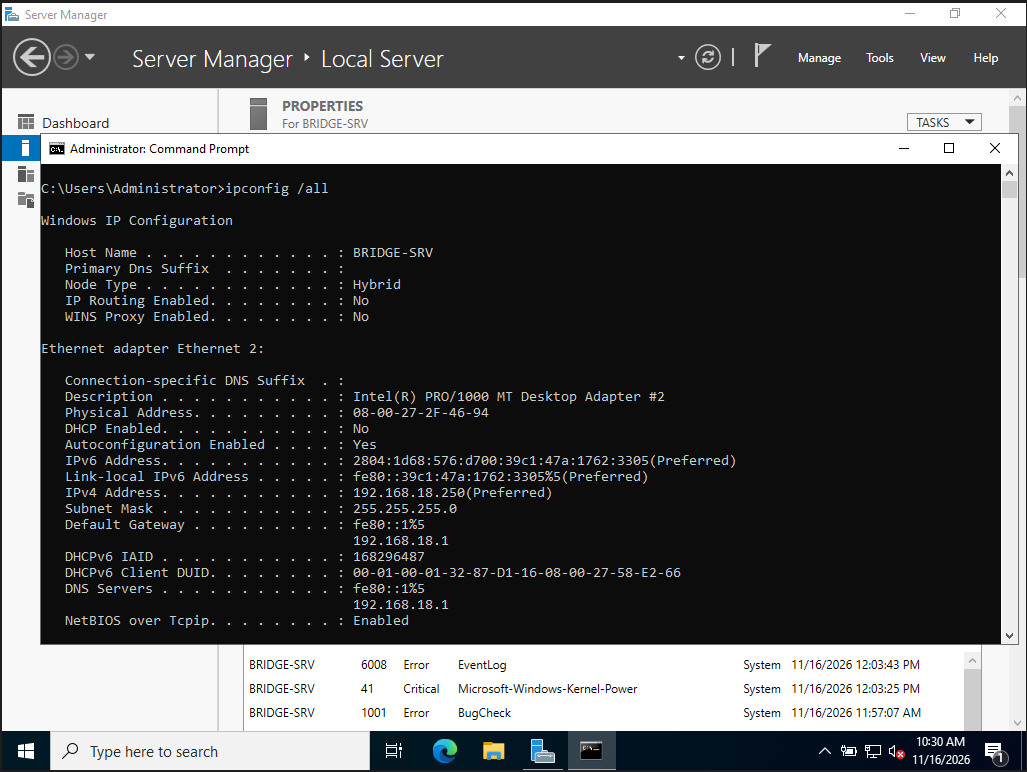 Server Manager
Server Manager ‣ Local Server
Manage Tools View Help
Dashboard
PROPERTIES
For BRIDGE-SRV
TASKS
Administrator: Command Prompt
C:\Users\Administrator>ipconfig /all
Windows IP Configuration
Host Name . . . . . . . . . . . . : BRIDGE-SRV
Primary Dns Suffix  . . . . . . . :
Node Type . . . . . . . . . . . . : Hybrid
IP Routing Enabled. . . . . . . . : No
WINS Proxy Enabled. . . . . . . . : No
Ethernet adapter Ethernet 2:
Connection-specific DNS Suffix  . :
Description . . . . . . . . . . . : Intel(R) PRO/1000 MT Desktop Adapter #2
Physical Address. . . . . . . . . : 08-00-27-2F-46-94
DHCP Enabled. . . . . . . . . . . : No
Autoconfiguration Enabled . . . . : Yes
IPv6 Address. . . . . . . . . . . : 2804:1d68:576:d700:39c1:47a:1762:3305(Preferred)
Link-local IPv6 Address . . . . . : fe80::39c1:47a:1762:3305%5(Preferred)
IPv4 Address. . . . . . . . . . . : 192.168.18.250(Preferred)
Subnet Mask . . . . . . . . . . . : 255.255.255.0
Default Gateway . . . . . . . . . : fe80::1%5
192.168.18.1
DHCPv6 IAID . . . . . . . . . . . : 168296487
DHCPv6 Client DUID. . . . . . . . : 00-01-00-01-32-87-D1-16-08-00-27-58-E2-66
DNS Servers . . . . . . . . . . . : fe80::1%5
192.168.18.1
NetBIOS over Tcpip. . . . . . . . : Enabled
BRIDGE-SRV 6008 Error EventLog System 11/16/2026 12:03:43 PM
BRIDGE-SRV 41 Critical Microsoft-Windows-Kernel-Power System 11/16/2026 12:03:25 PM
BRIDGE-SRV 1001 Error BugCheck System 11/16/2026 11:57:07 AM
Type here to search
10:30 AM
11/16/2026
1